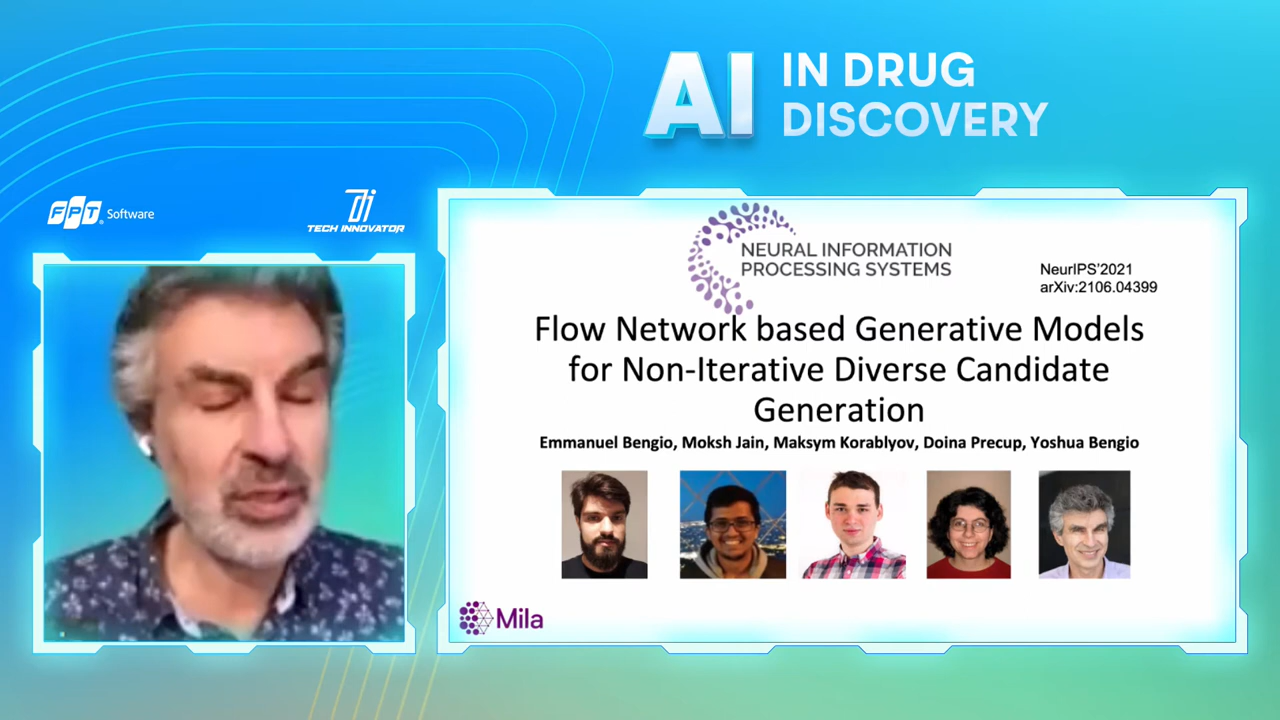 AI
IN DRUG
DISCOVERY
FPT Software
TECH INNOVATOR
NEURAL INFORMATION
PROCESSING SYSTEMS
NeurIPS'2021
arXiv:2106.04399
Flow Network based Generative Models
for Non-Iterative Diverse Candidate
Generation
Emmanuel Bengio, Moksh Jain, Maksym Korablyov, Doina Precup, Yoshua Bengio
Mila